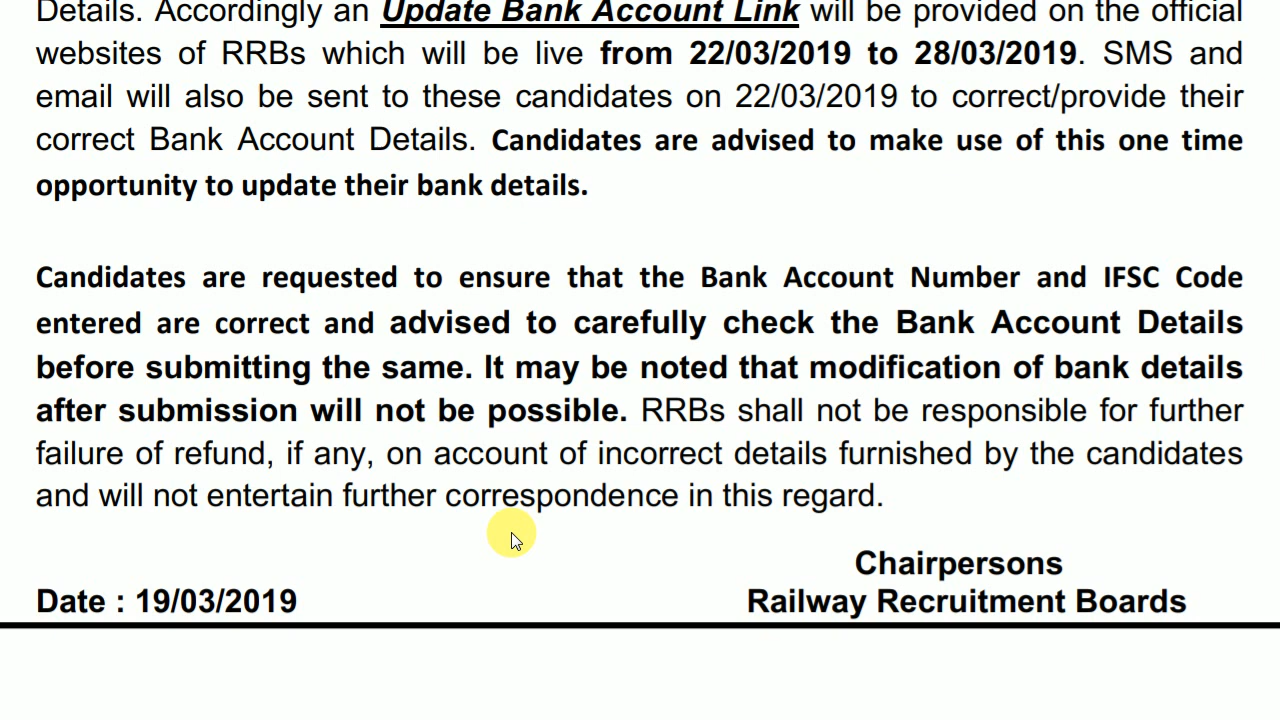 Details. Accordingly an Update Bank Account Link will be provided on the official
websites of RRBs which will be live from 22/03/2019 to 28/03/2019. SMS and
email will also be sent to these candidates on 22/03/2019 to correct/provide their
correct Bank Account Details. Candidates are advised to make use of this one time
opportunity to update their bank details.
Candidates are requested to ensure that the Bank Account Number and IFSC Code
entered are correct and advised to carefully check the Bank Account Details
before submitting the same. It may be noted that modification of bank details
after submission will not be possible. RRBs shall not be responsible for further
failure of refund, if any, on account of incorrect details furnished by the candidates
and will not entertain further correspondence in this regard.
Chairpersons
Date : 19/03/2019 Railway Recruitment Boards